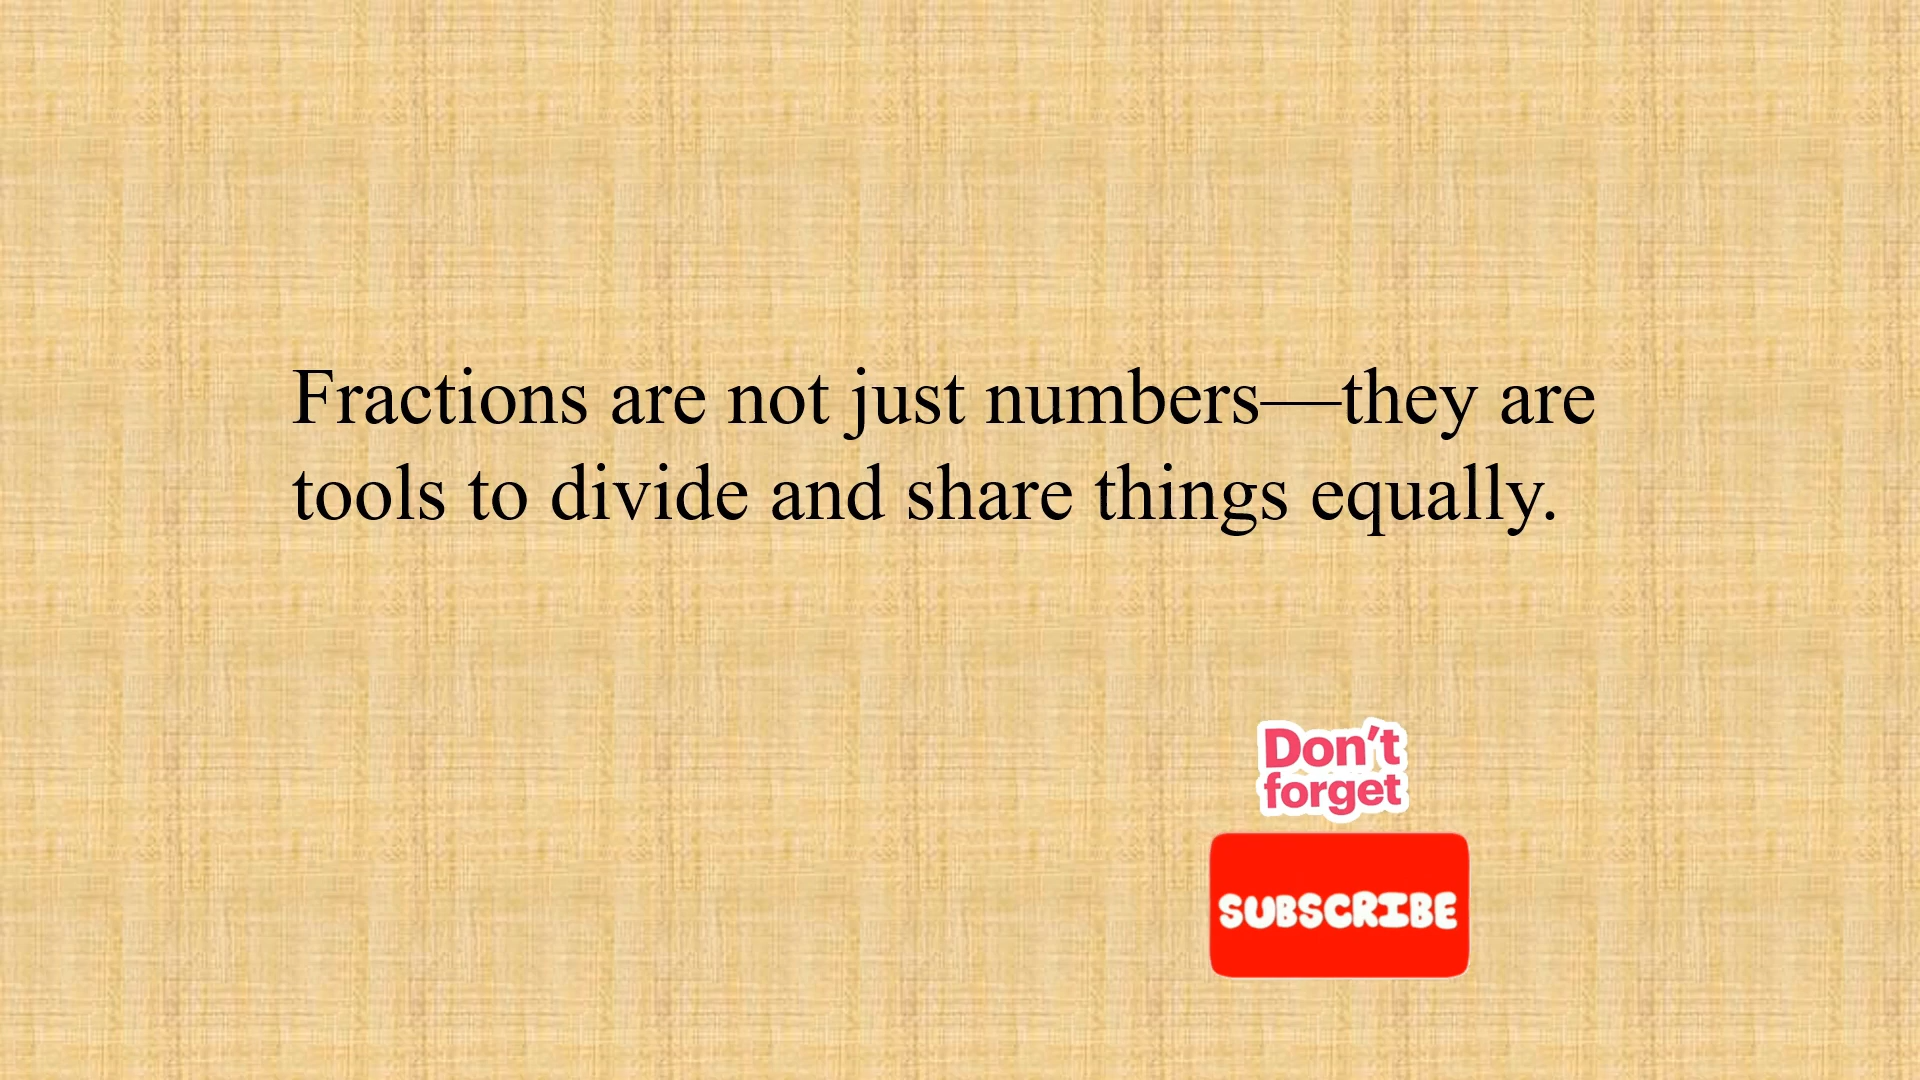 Fractions are not just numbers—they are
tools to divide and share things equally.
Don't
forget
SUBSCRIBE